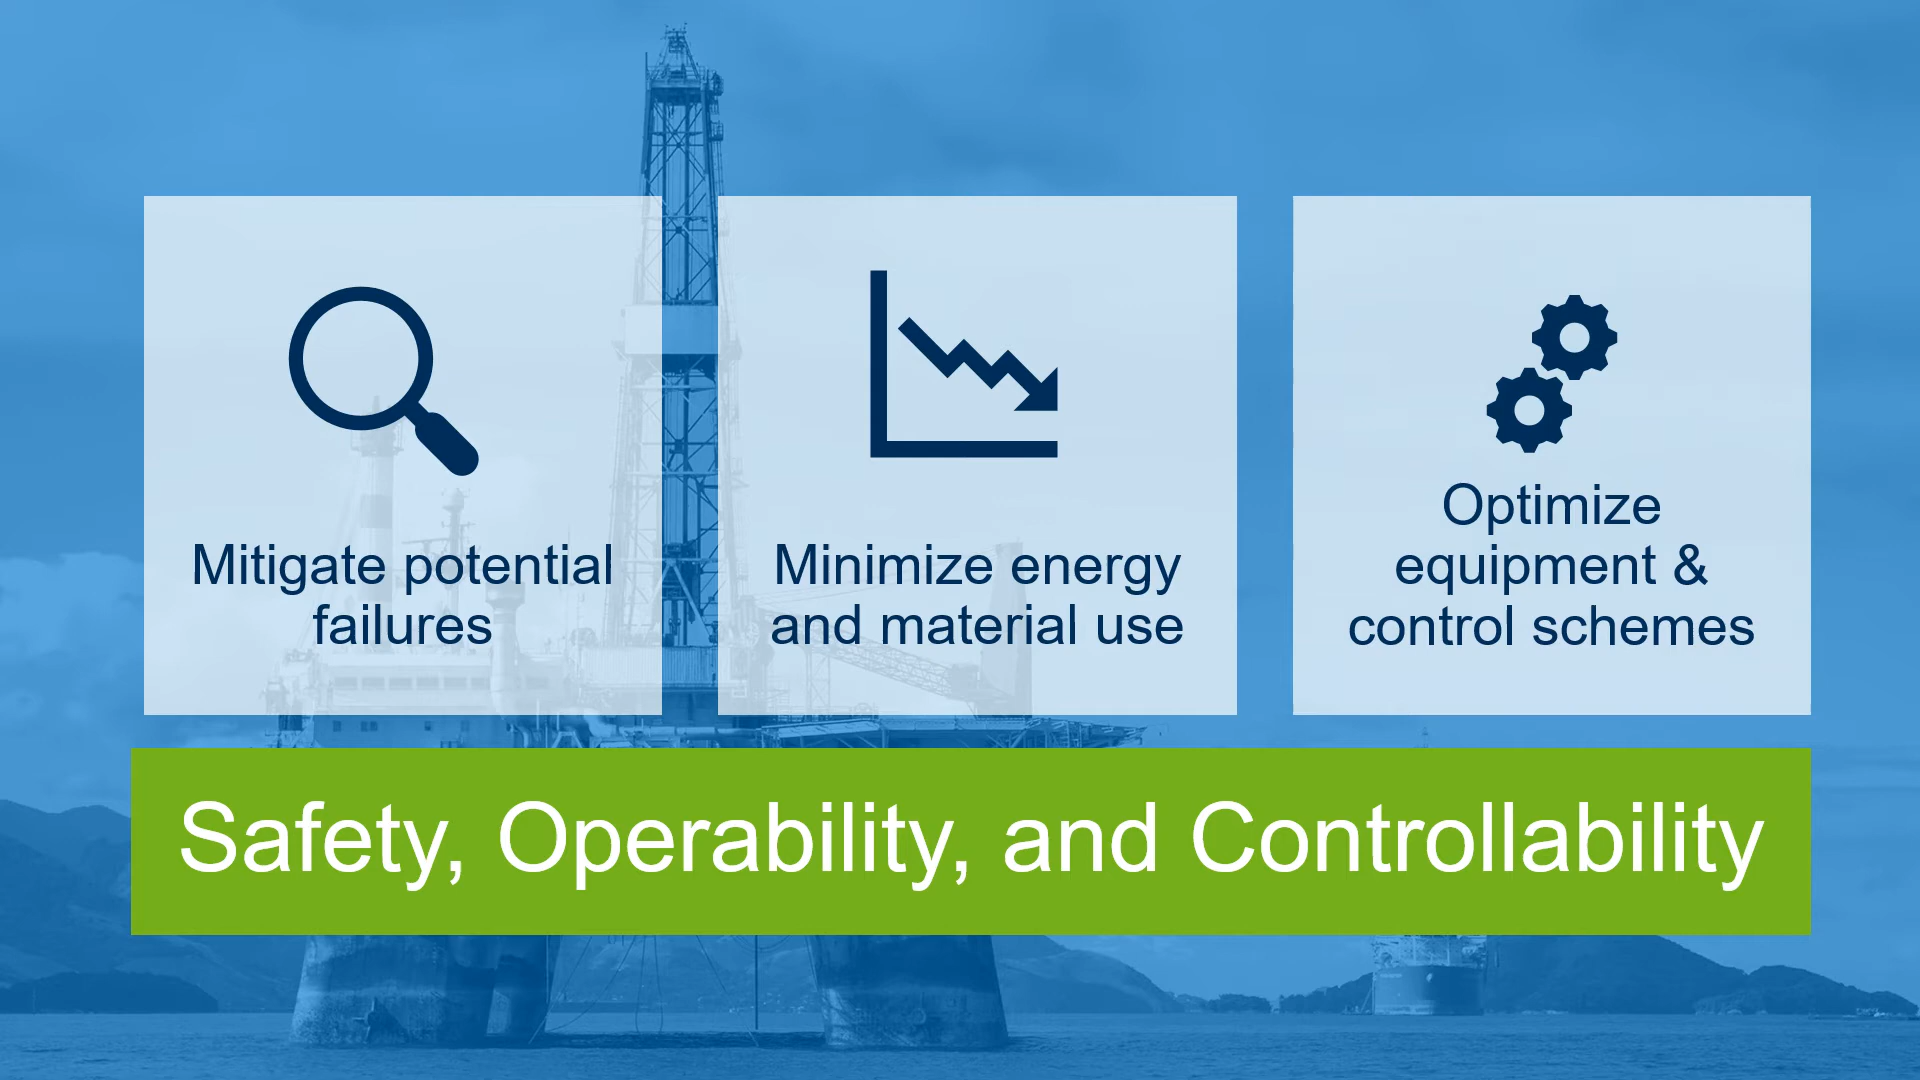 Mitigate potential
failures
Minimize energy
and material use
Optimize
equipment &
control schemes
Safety, Operability, and Controllability